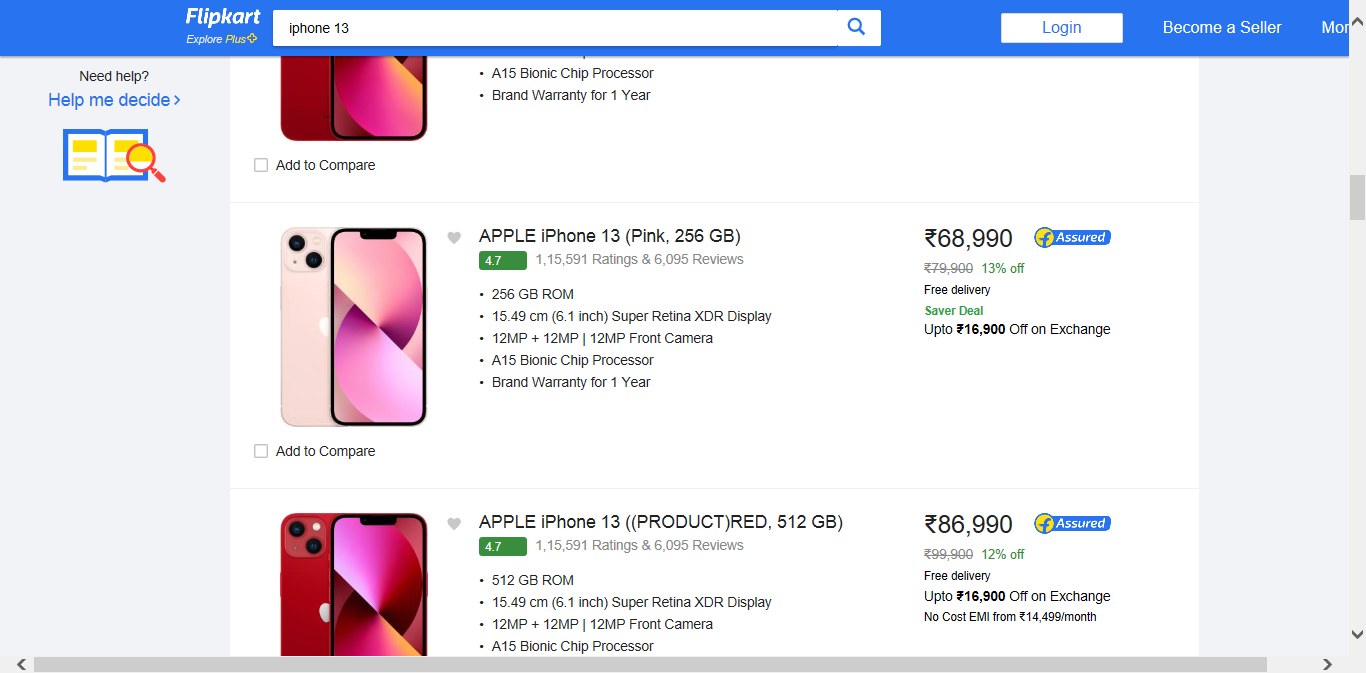 Flipkart
Explore Plus
iphone 13
Login
Become a Seller
Need help?
Help me decide
• A15 Bionic Chip Processor
• Brand Warranty for 1 Year
Add to Compare
APPLE iPhone 13 (Pink, 256 GB)
4.7 1,15,591 Ratings & 6,095 Reviews
• 256 GB ROM
• 15.49 cm (6.1 inch) Super Retina XDR Display
• 12MP + 12MP | 12MP Front Camera
• A15 Bionic Chip Processor
• Brand Warranty for 1 Year
₹68,990 Assured
₹79,900 13% off
Free delivery
Saver Deal
Upto ₹16,900 Off on Exchange
Add to Compare
APPLE iPhone 13 ((PRODUCT)RED, 512 GB)
4.7 1,15,591 Ratings & 6,095 Reviews
• 512 GB ROM
• 15.49 cm (6.1 inch) Super Retina XDR Display
• 12MP + 12MP | 12MP Front Camera
• A15 Bionic Chip Processor
₹86,990 Assured
₹99,900 12% off
Free delivery
Upto ₹16,900 Off on Exchange
No Cost EMI from ₹14,499/month